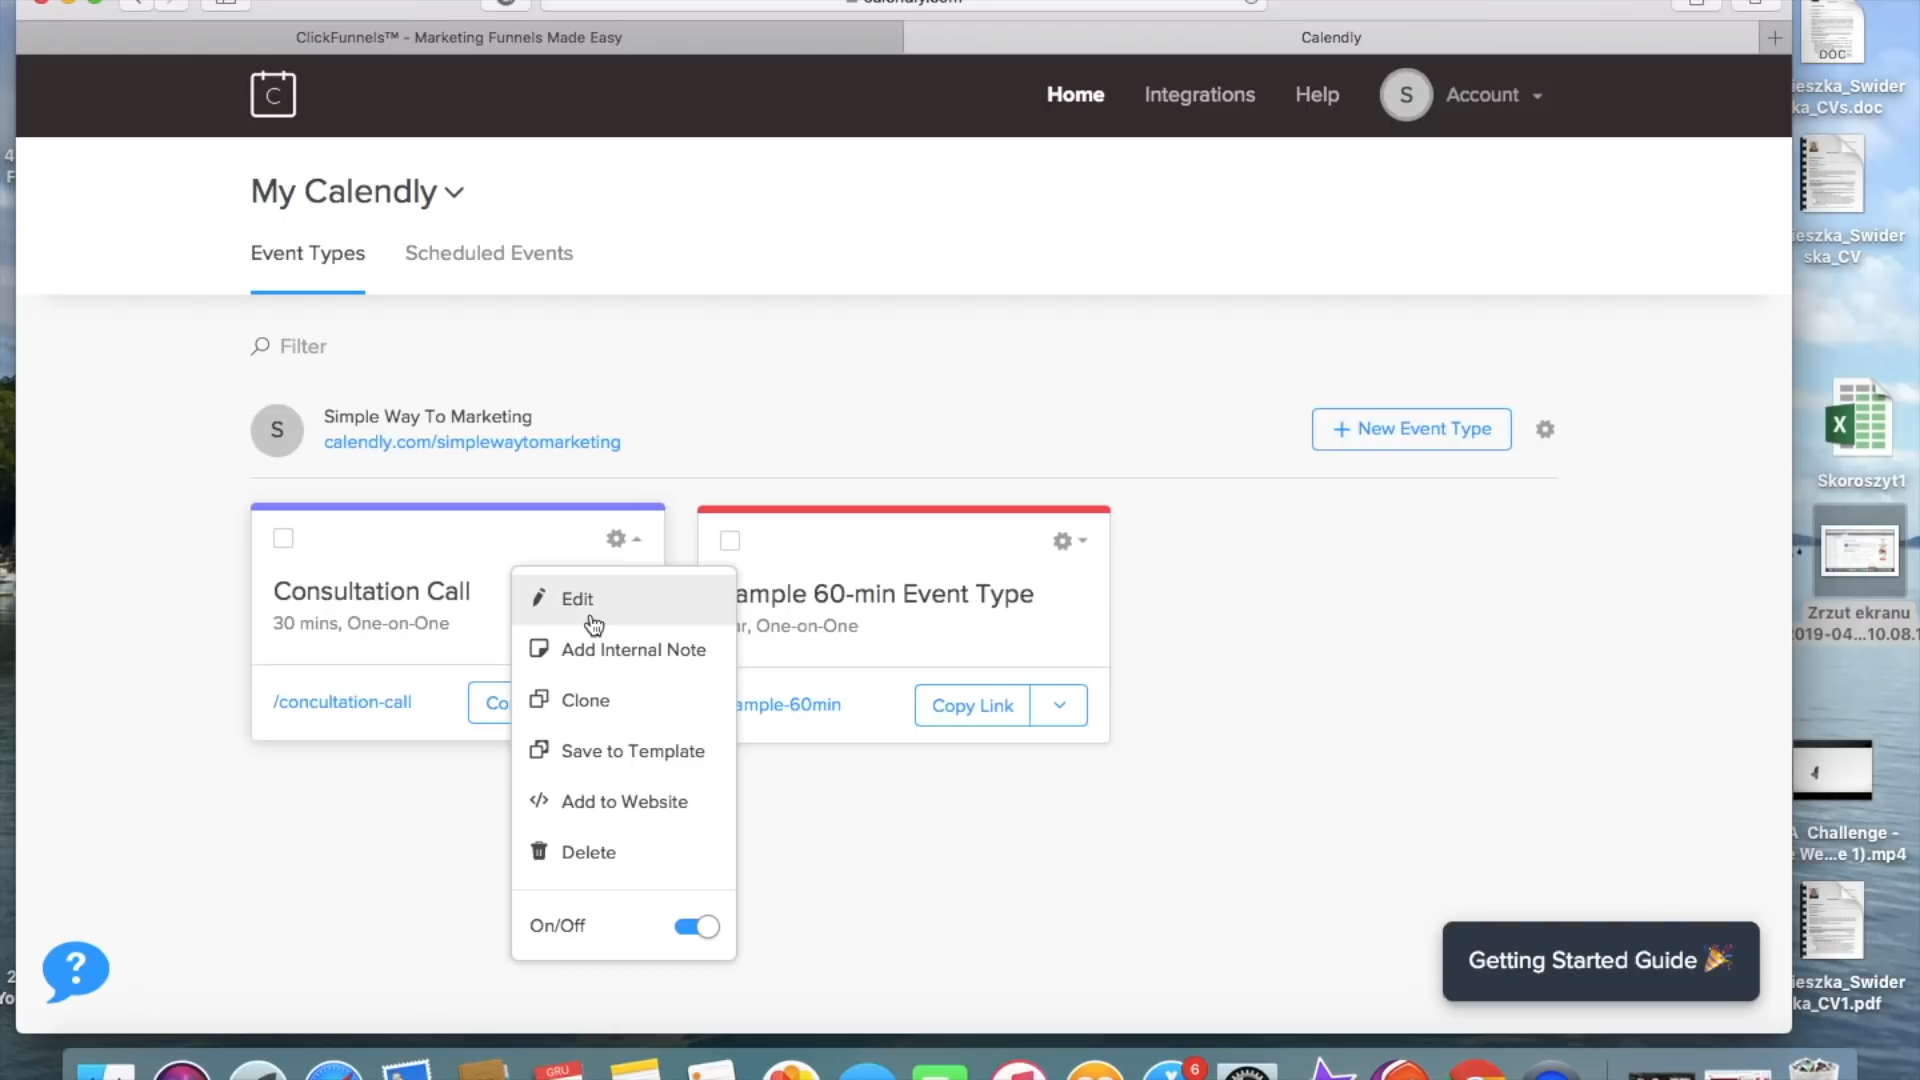 ClickFunnels™ - Marketing Funnels Made Easy
Calendly
+
C
Home
Integrations
Help
S
Account
My Calendly
Event Types
Scheduled Events
Filter
S
Simple Way To Marketing
calendly.com/simplewaytomarketing
+ New Event Type
Consultation Call
30 mins, One-on-One
/concultation-call
Co
Edit
Add Internal Note
Clone
Save to Template
Add to Website
Delete
On/Off
ample 60-min Event Type
r, One-on-One
ample-60min
Copy Link
?
Getting Started Guide
DOC
ieszka_Swider
ka_CVs.doc
ieszka_Swider
ska_CV
X
Skoroszyt1
Zrzut ekranu
2019-04...10.08.1
A Challenge -
We...e 1).mp4
ieszka_Swider
ka_CV1.pdf
GRU
6